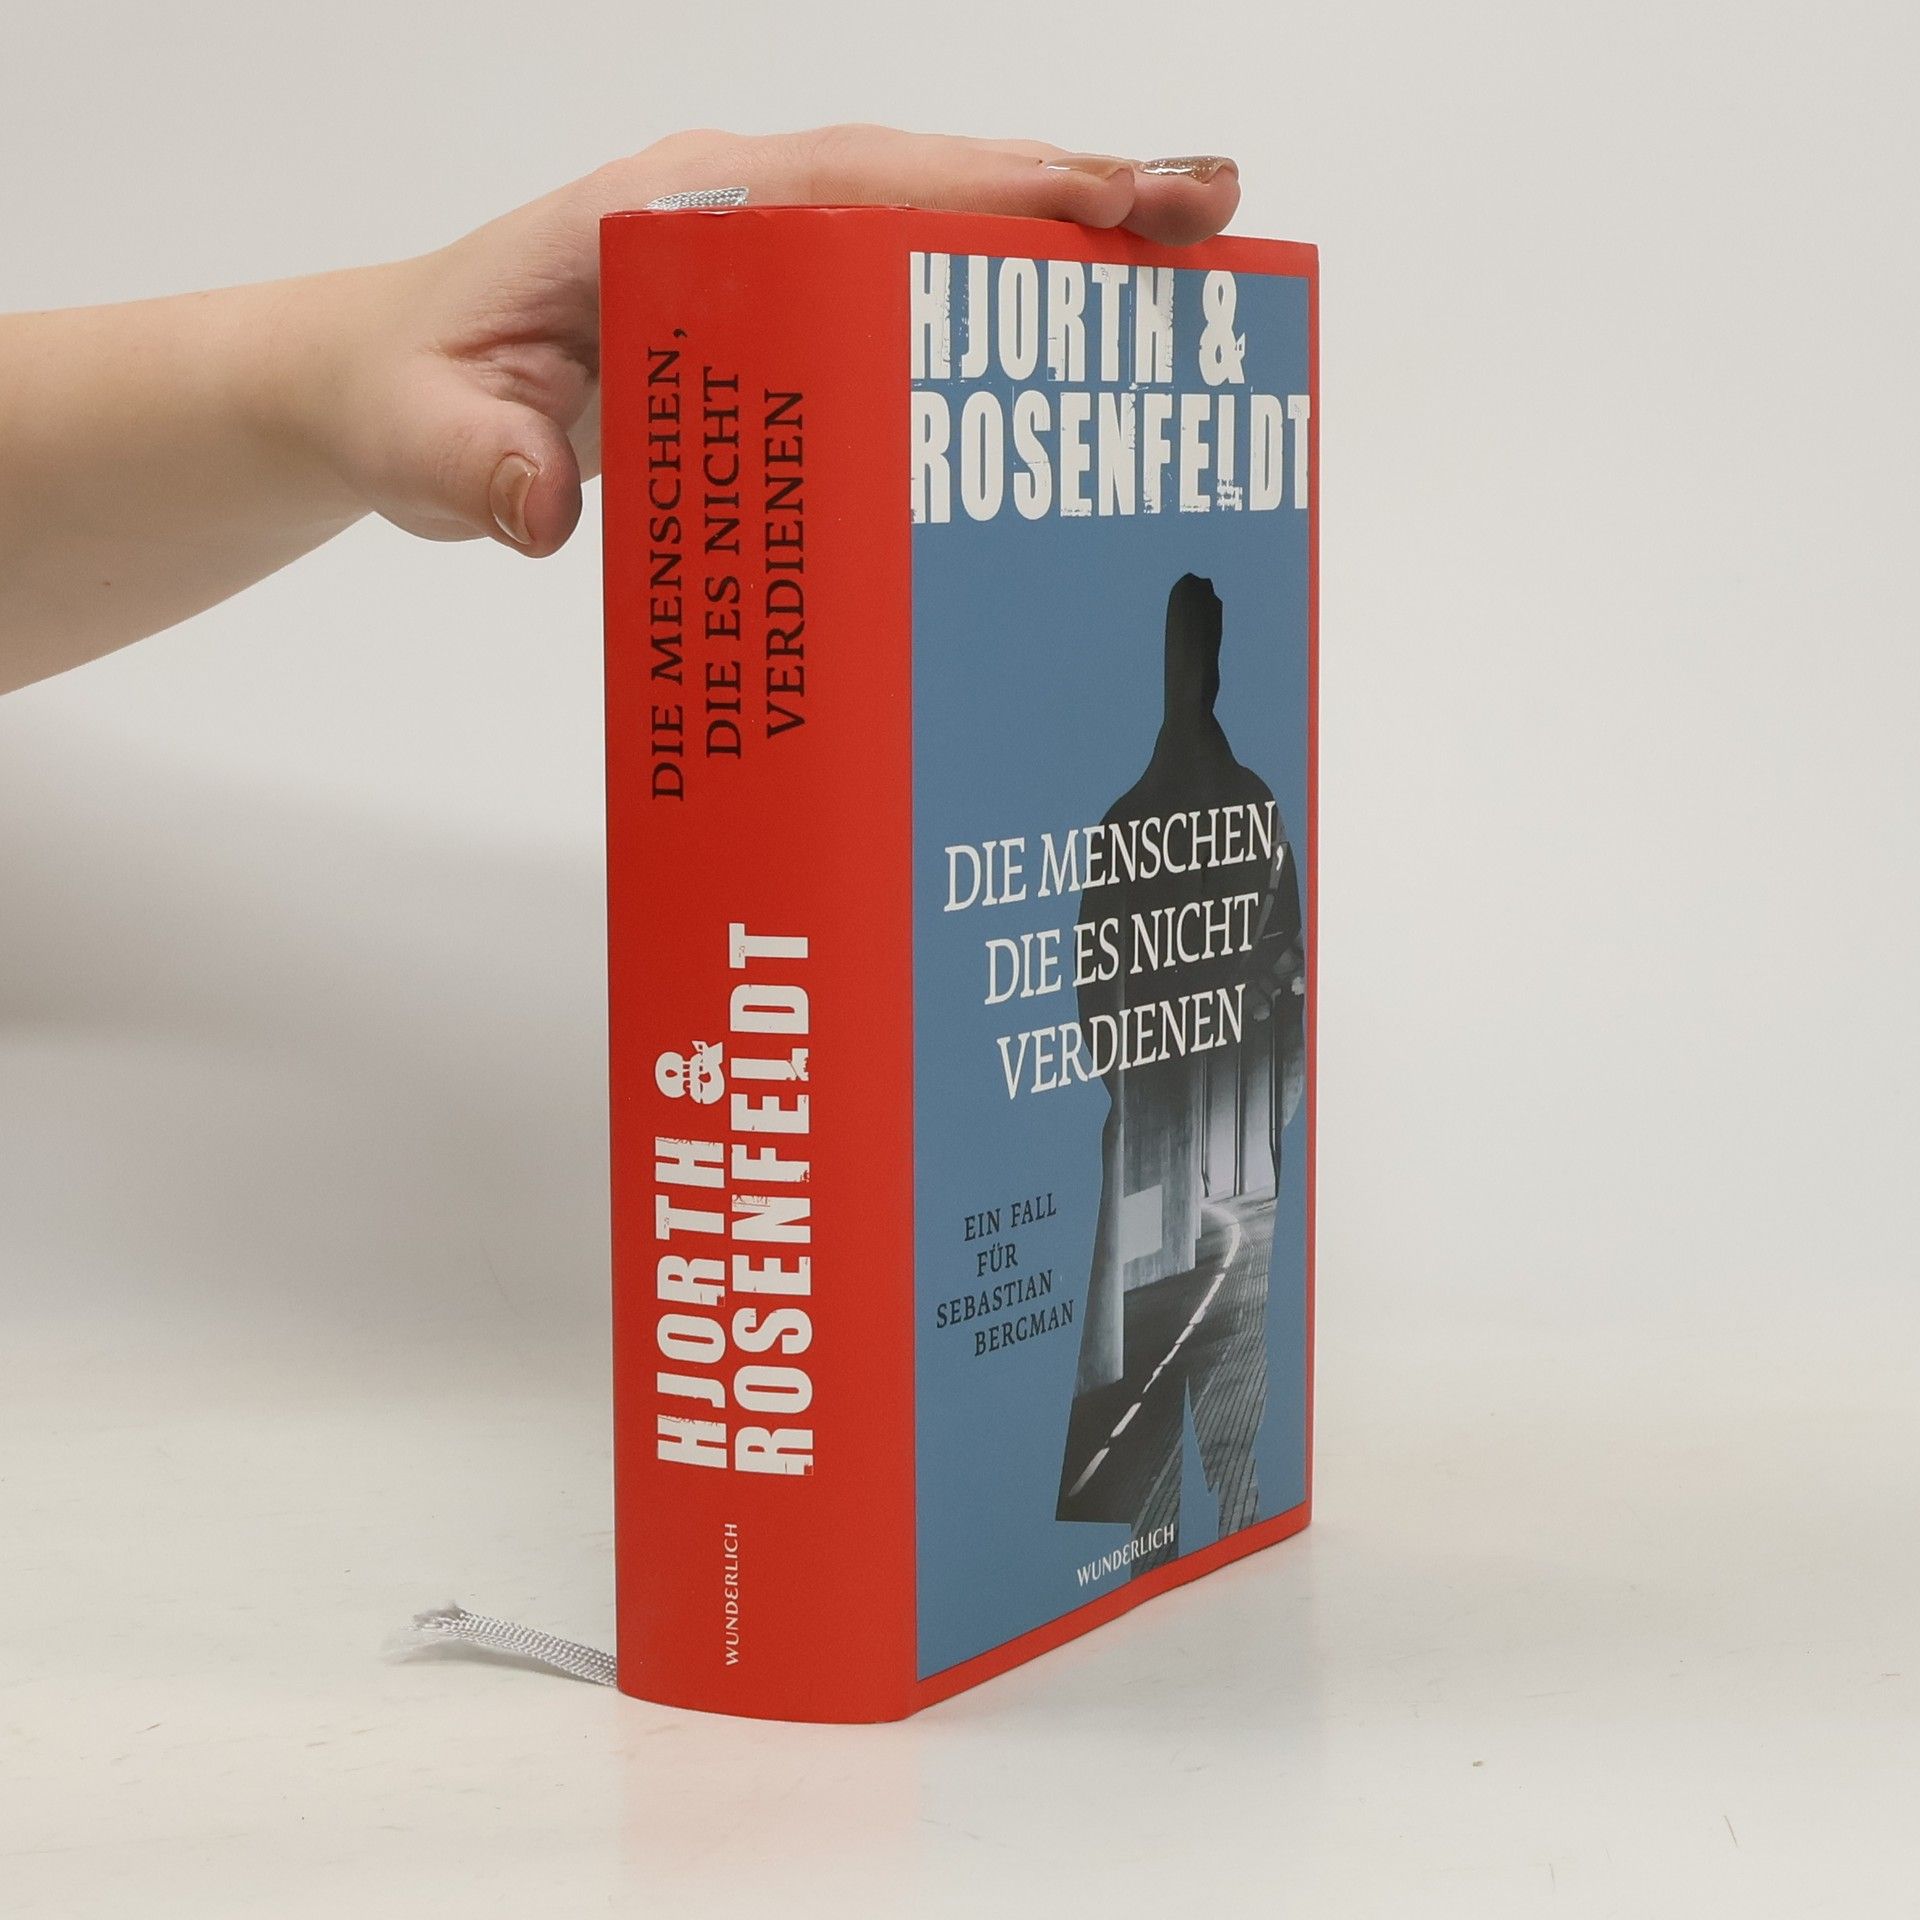 DIE MENSCHEN,
DIE ES NICHT
VERDIENEN
HJORTH &
ROSENFELDT
WUNDERLICH
HJORTH &
ROSENFELDT
DIE MENSCHEN,
DIE ES NICHT
VERDIENEN
EIN FALL
FÜR
SEBASTIAN
BERGMAN
WUNDERLICH